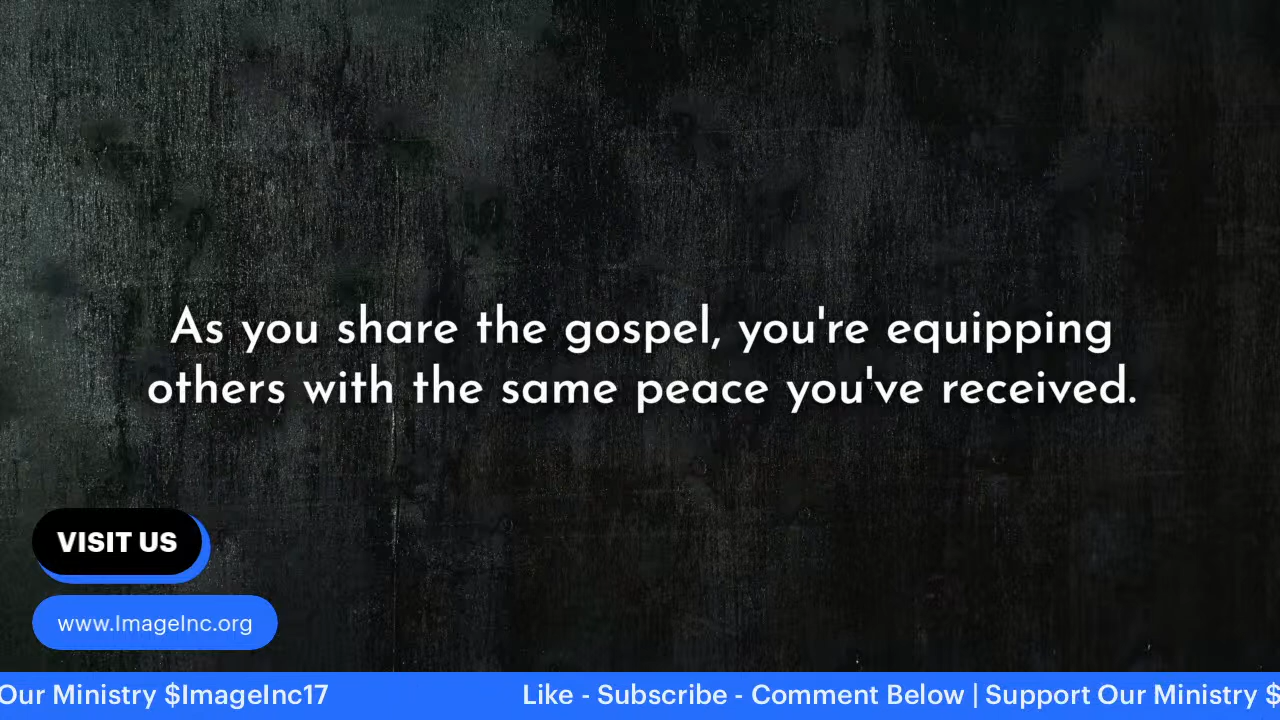 As you share the gospel, you're equipping
others with the same peace you've received.
VISIT US
www.ImageInc.org
Our Ministry $ImageInc17 Like - Subscribe - Comment Below | Support Our Ministry $